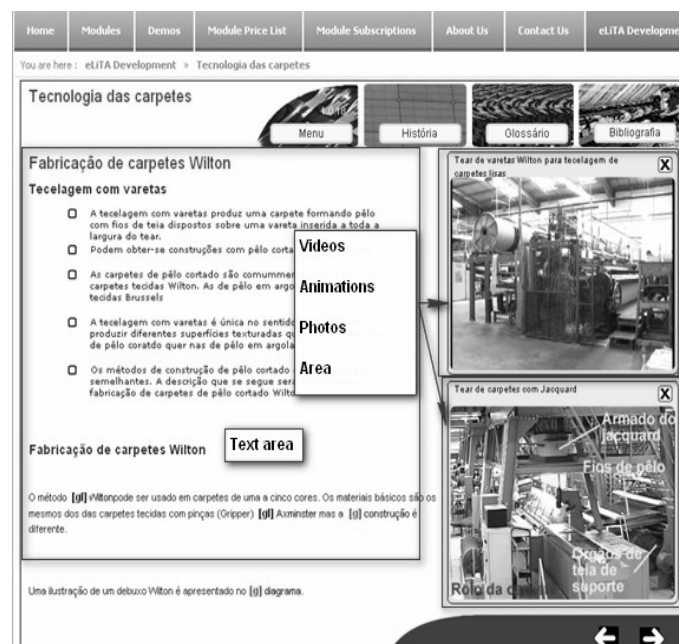 Home Modules Demos Module Price List Module Subscriptions About Us Contact Us eLiTA Developme
You are here : eLiTA Development > Tecnologia das carpetes
Tecnologia das carpetes
Menu História Glossário Bibliografia
Fabricação de carpetes Wilton
Tecelagem com varetas
A tecelagem com varetas produz uma carpete formando pêlo
com fios de teia dispostos sobre uma vareta inserida a toda a
largura do tear.
Podem obter-se construções com pêlo corta
As carpetes de pêlo cortado são comummen
carpetes tecidas Wilton. As de pêlo em argo
tecidas Brussels
A tecelagem com varetas é única no sentido
produzir diferentes superfícies texturadas qu
de pêlo coratdo quer nas de pêlo em argola
Os métodos de construção de pêlo cortado
semelhantes. A descrição que se segue será
fabricação de carpetes de pêlo cortado Wilto
Videos
Animations
Photos
Area
Fabricação de carpetes Wilton
Text area
O método [gl] Wiltonpode ser usado em carpetes de uma a cinco cores. Os materiais básicos são os
mesmos dos das carpetes tecidas com pinças (Gripper) [gl] Axminster mas a [g] construção é
diferente.
Uma ilustração de um debuxo Wilton é apresentado no [g] diagrama.
Tear de varetas Wilton para tecelagem de
carpetes lisas
X
Tear de carpetes com Jacquard
X
Armado do
jacquard
Fios de pêlo
Orgãos de
teia de
suporte
Rolo da